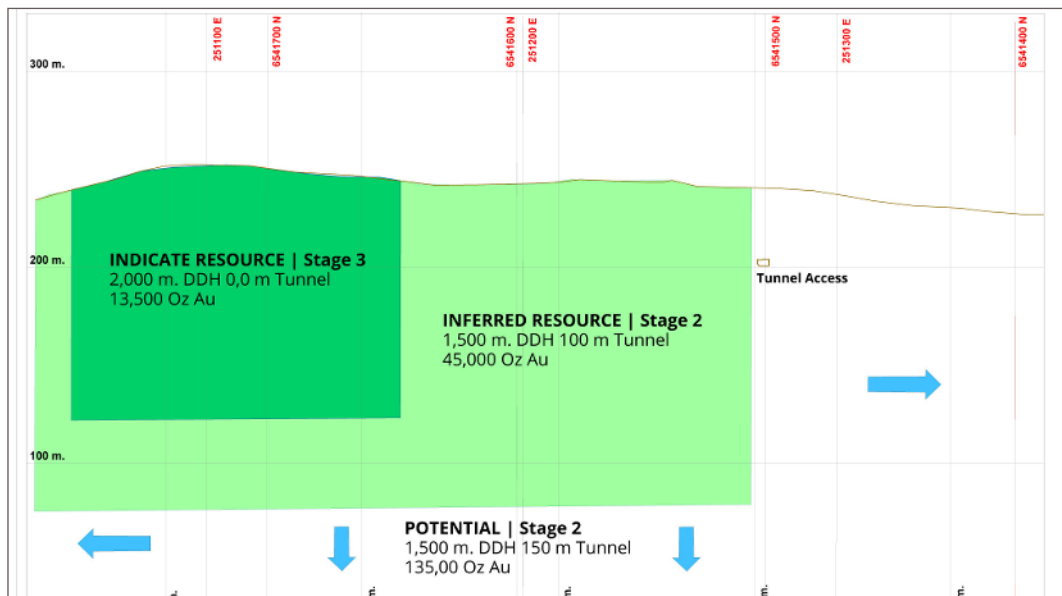 251100 E
6541700 N
6541600 N
251200 E
6541500 N
251300 E
6541400 N
300 m.
INDICATE RESOURCE | Stage 3
2,000 m. DDH 0,0 m Tunnel
13,500 Oz Au
200 m.
Tunnel Access
INFERRED RESOURCE | Stage 2
1,500 m. DDH 100 m Tunnel
45,000 Oz Au
100 m.
POTENTIAL | Stage 2
1,500 m. DDH 150 m Tunnel
135,00 Oz Au
m.
m.
m.
m.
m.